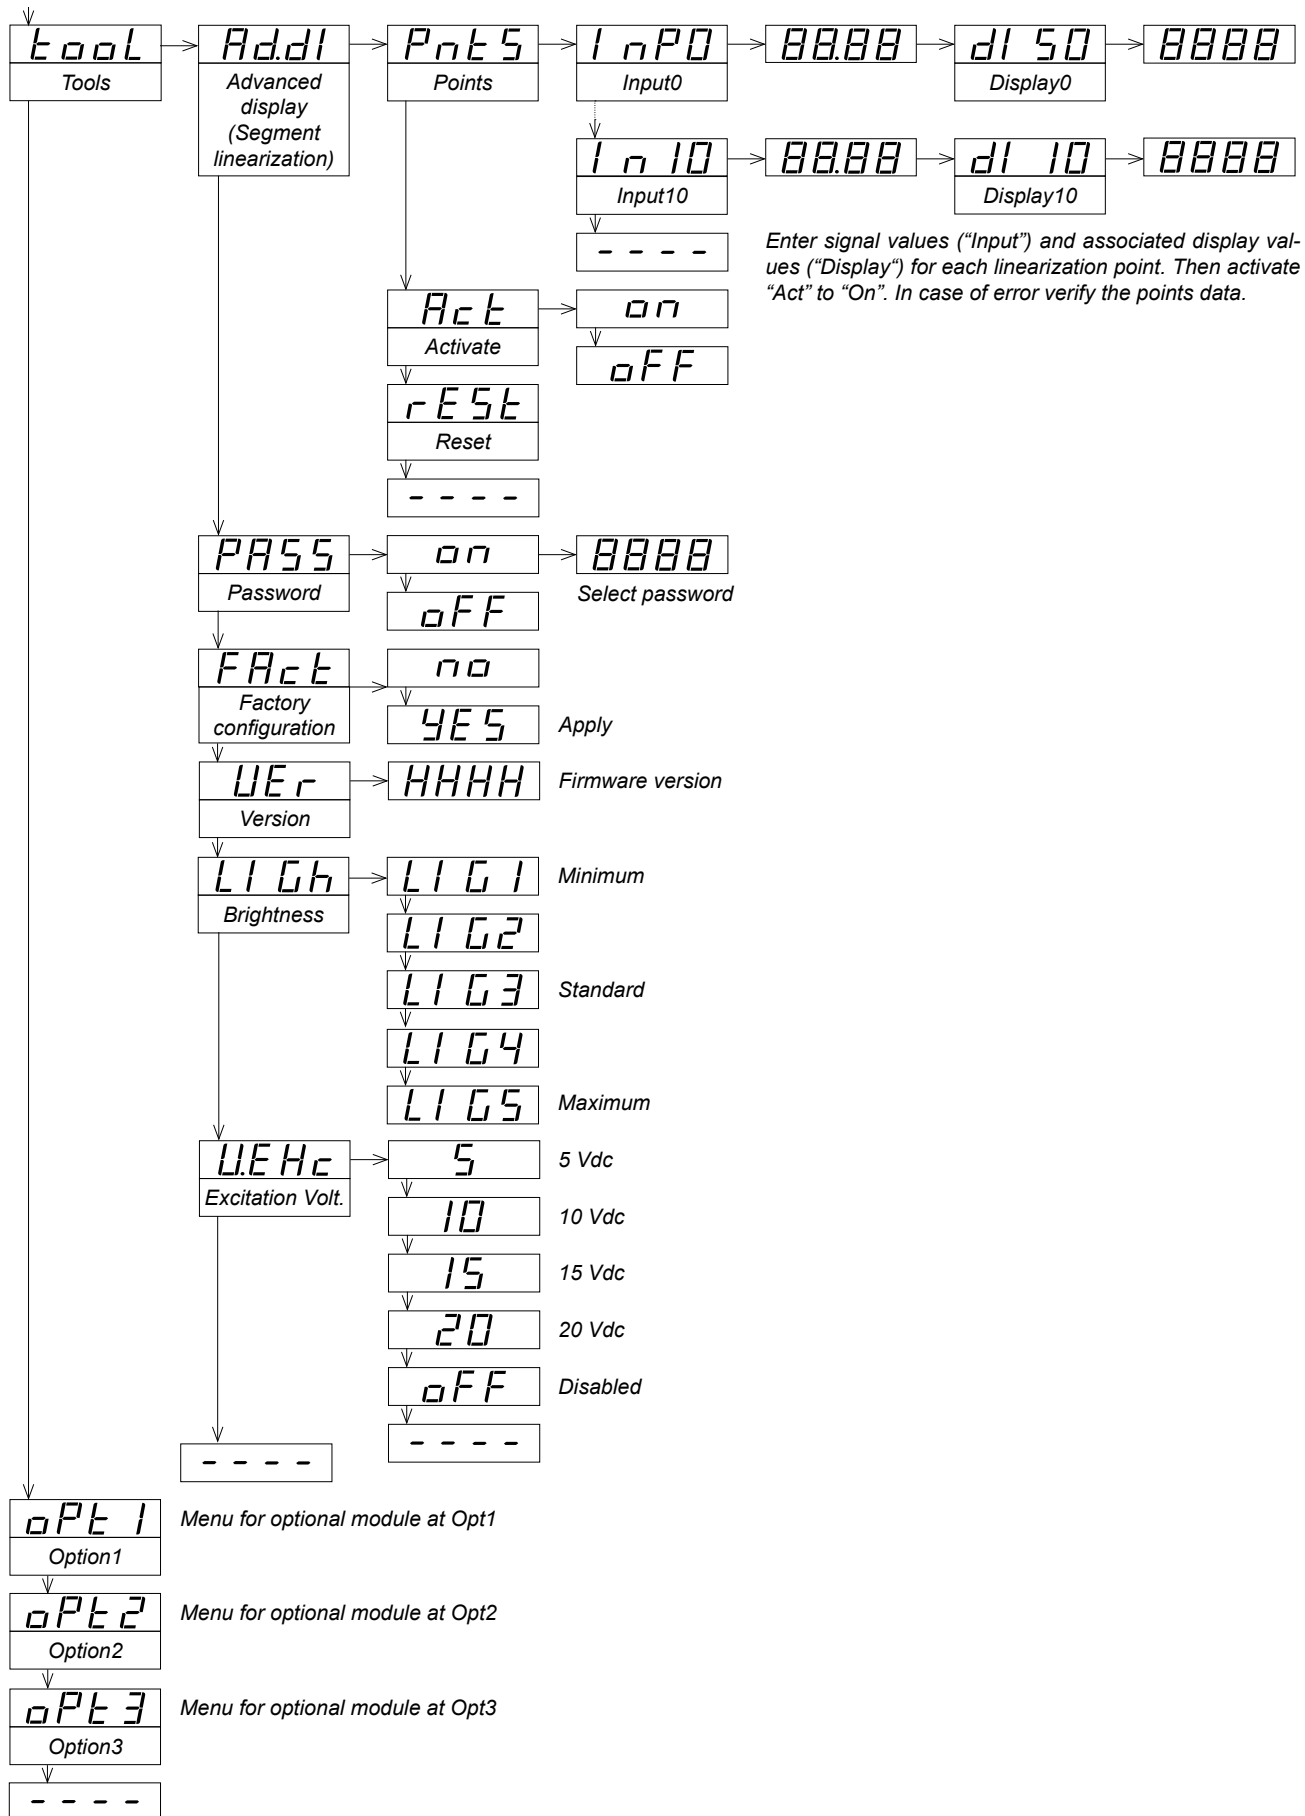 tooL Ad.dI PntS InP0 88.88 dIS0 8888
Tools Advanced display (Segment linearization) Points Input0 Display0
In10 88.88 dI10 8888
Input10 Display10
- - - -
Enter signal values (“Input”) and associated display val-
ues (“Display“) for each linearization point. Then activate
“Act” to “On”. In case of error verify the points data.
Act on
Activate
oFF
rESt
Reset
- - - -
PASS on 8888
Password Select password
oFF
FAct no
Factory
configuration
YES Apply
VEr HHHH Firmware version
Version
LIGh LIG1 Minimum
Brightness
LIG2
LIG3 Standard
LIG4
LIG5 Maximum
V.EHc 5 5 Vdc
Excitation Volt.
10 10 Vdc
15 15 Vdc
20 20 Vdc
oFF Disabled
- - - -
- - - -
oPt1 Menu for optional module at Opt1
Option1
oPt2 Menu for optional module at Opt2
Option2
oPt3 Menu for optional module at Opt3
Option3
- - - -